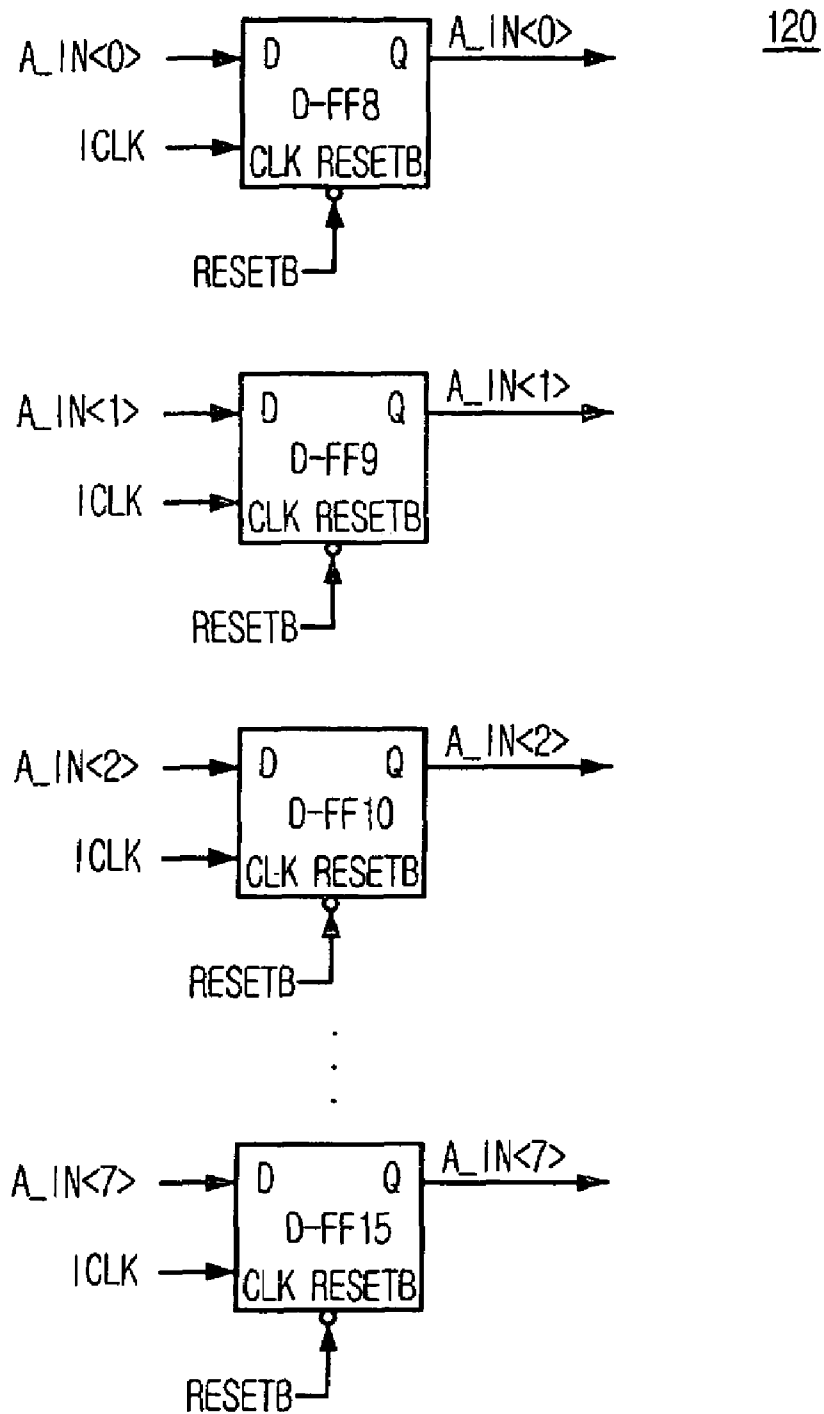 120
A_IN<0>
D
Q
A_IN<0>
D-FF8
ICLK
CLK RESETB
RESETB
A_IN<1>
D
Q
A_IN<1>
D-FF9
ICLK
CLK RESETB
RESETB
A_IN<2>
D
Q
A_IN<2>
D-FF10
ICLK
CLK RESETB
RESETB
A_IN<7>
D
Q
A_IN<7>
D-FF15
ICLK
CLK RESETB
RESETB